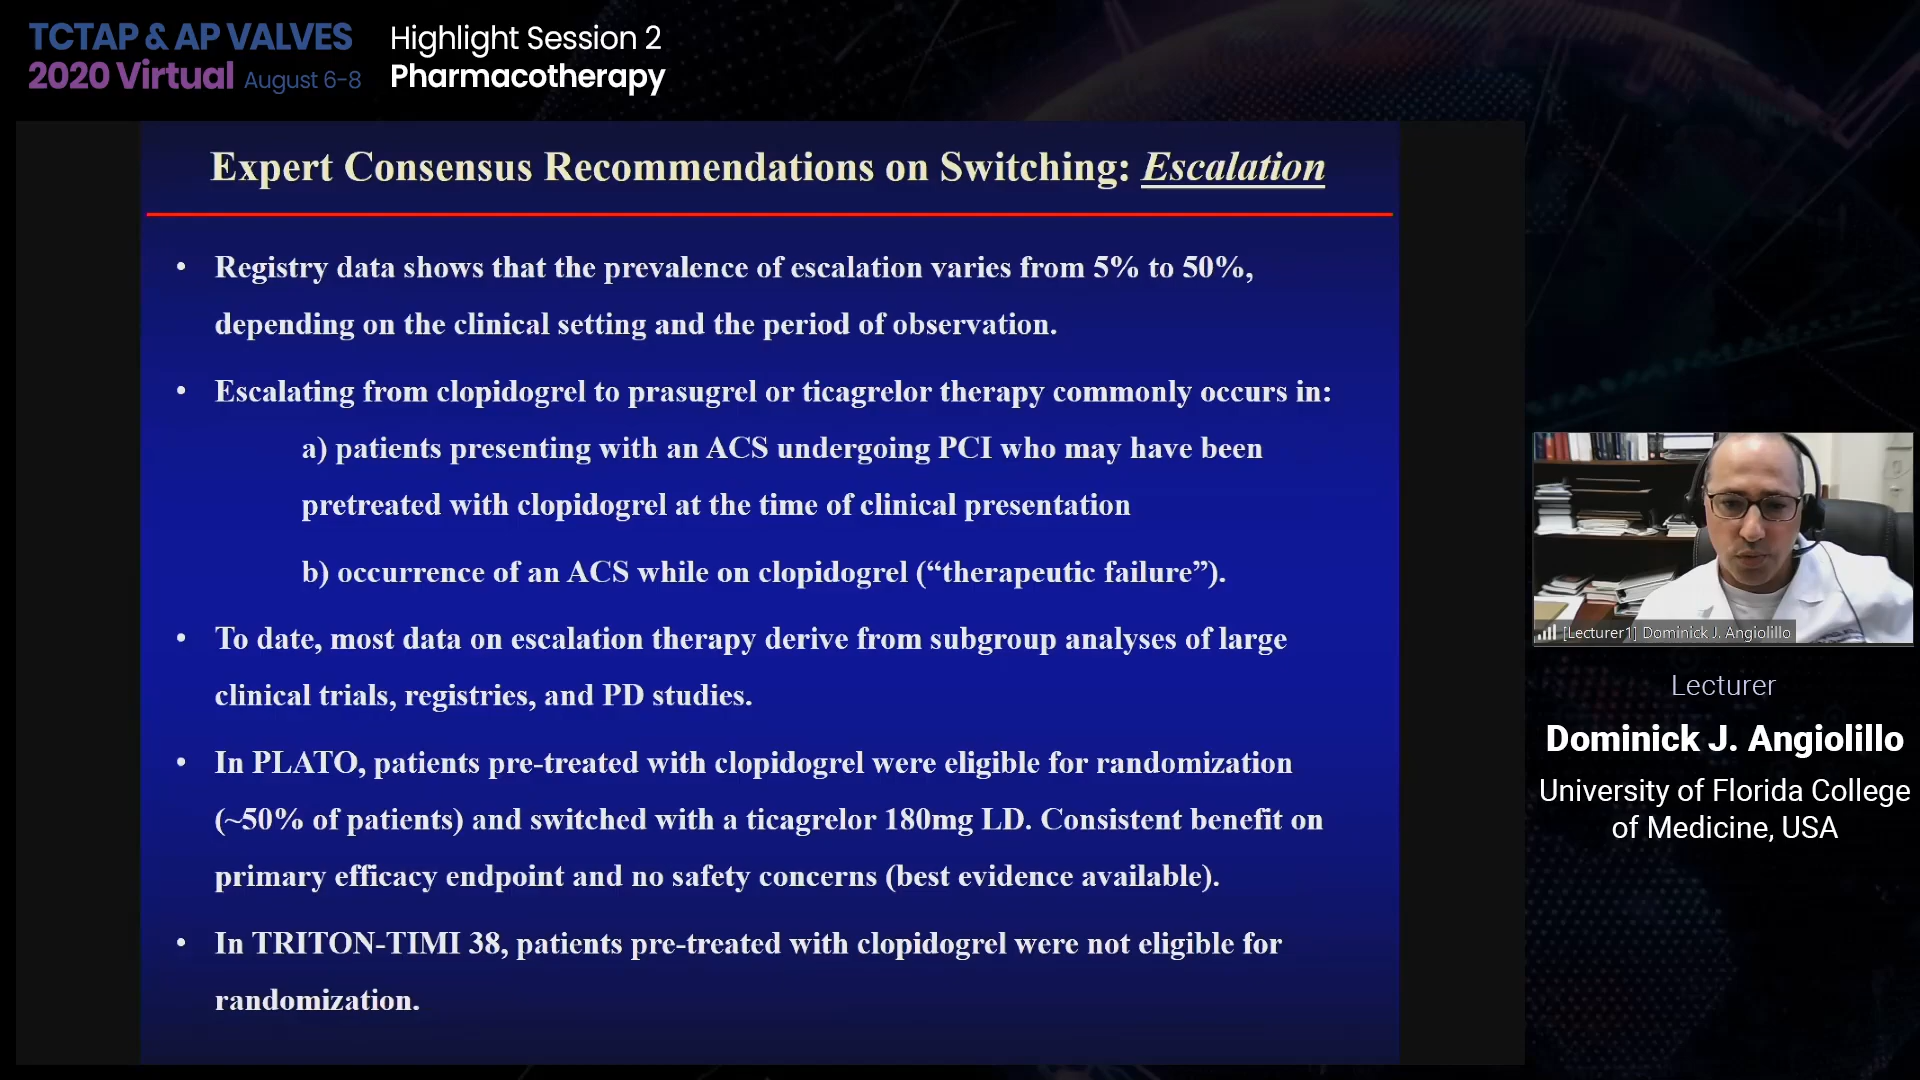 TCTAP & AP VALVES
2020 Virtual August 6-8
Highlight Session 2
Pharmacotherapy
Expert Consensus Recommendations on Switching: Escalation
• Registry data shows that the prevalence of escalation varies from 5% to 50%,
depending on the clinical setting and the period of observation.
• Escalating from clopidogrel to prasugrel or ticagrelor therapy commonly occurs in:
a) patients presenting with an ACS undergoing PCI who may have been
pretreated with clopidogrel at the time of clinical presentation
b) occurrence of an ACS while on clopidogrel (“therapeutic failure”).
• To date, most data on escalation therapy derive from subgroup analyses of large
clinical trials, registries, and PD studies.
• In PLATO, patients pre-treated with clopidogrel were eligible for randomization
(~50% of patients) and switched with a ticagrelor 180mg LD. Consistent benefit on
primary efficacy endpoint and no safety concerns (best evidence available).
• In TRITON-TIMI 38, patients pre-treated with clopidogrel were not eligible for
randomization.
[Lecturer1] Dominick J. Angiolillo
Lecturer
Dominick J. Angiolillo
University of Florida College
of Medicine, USA